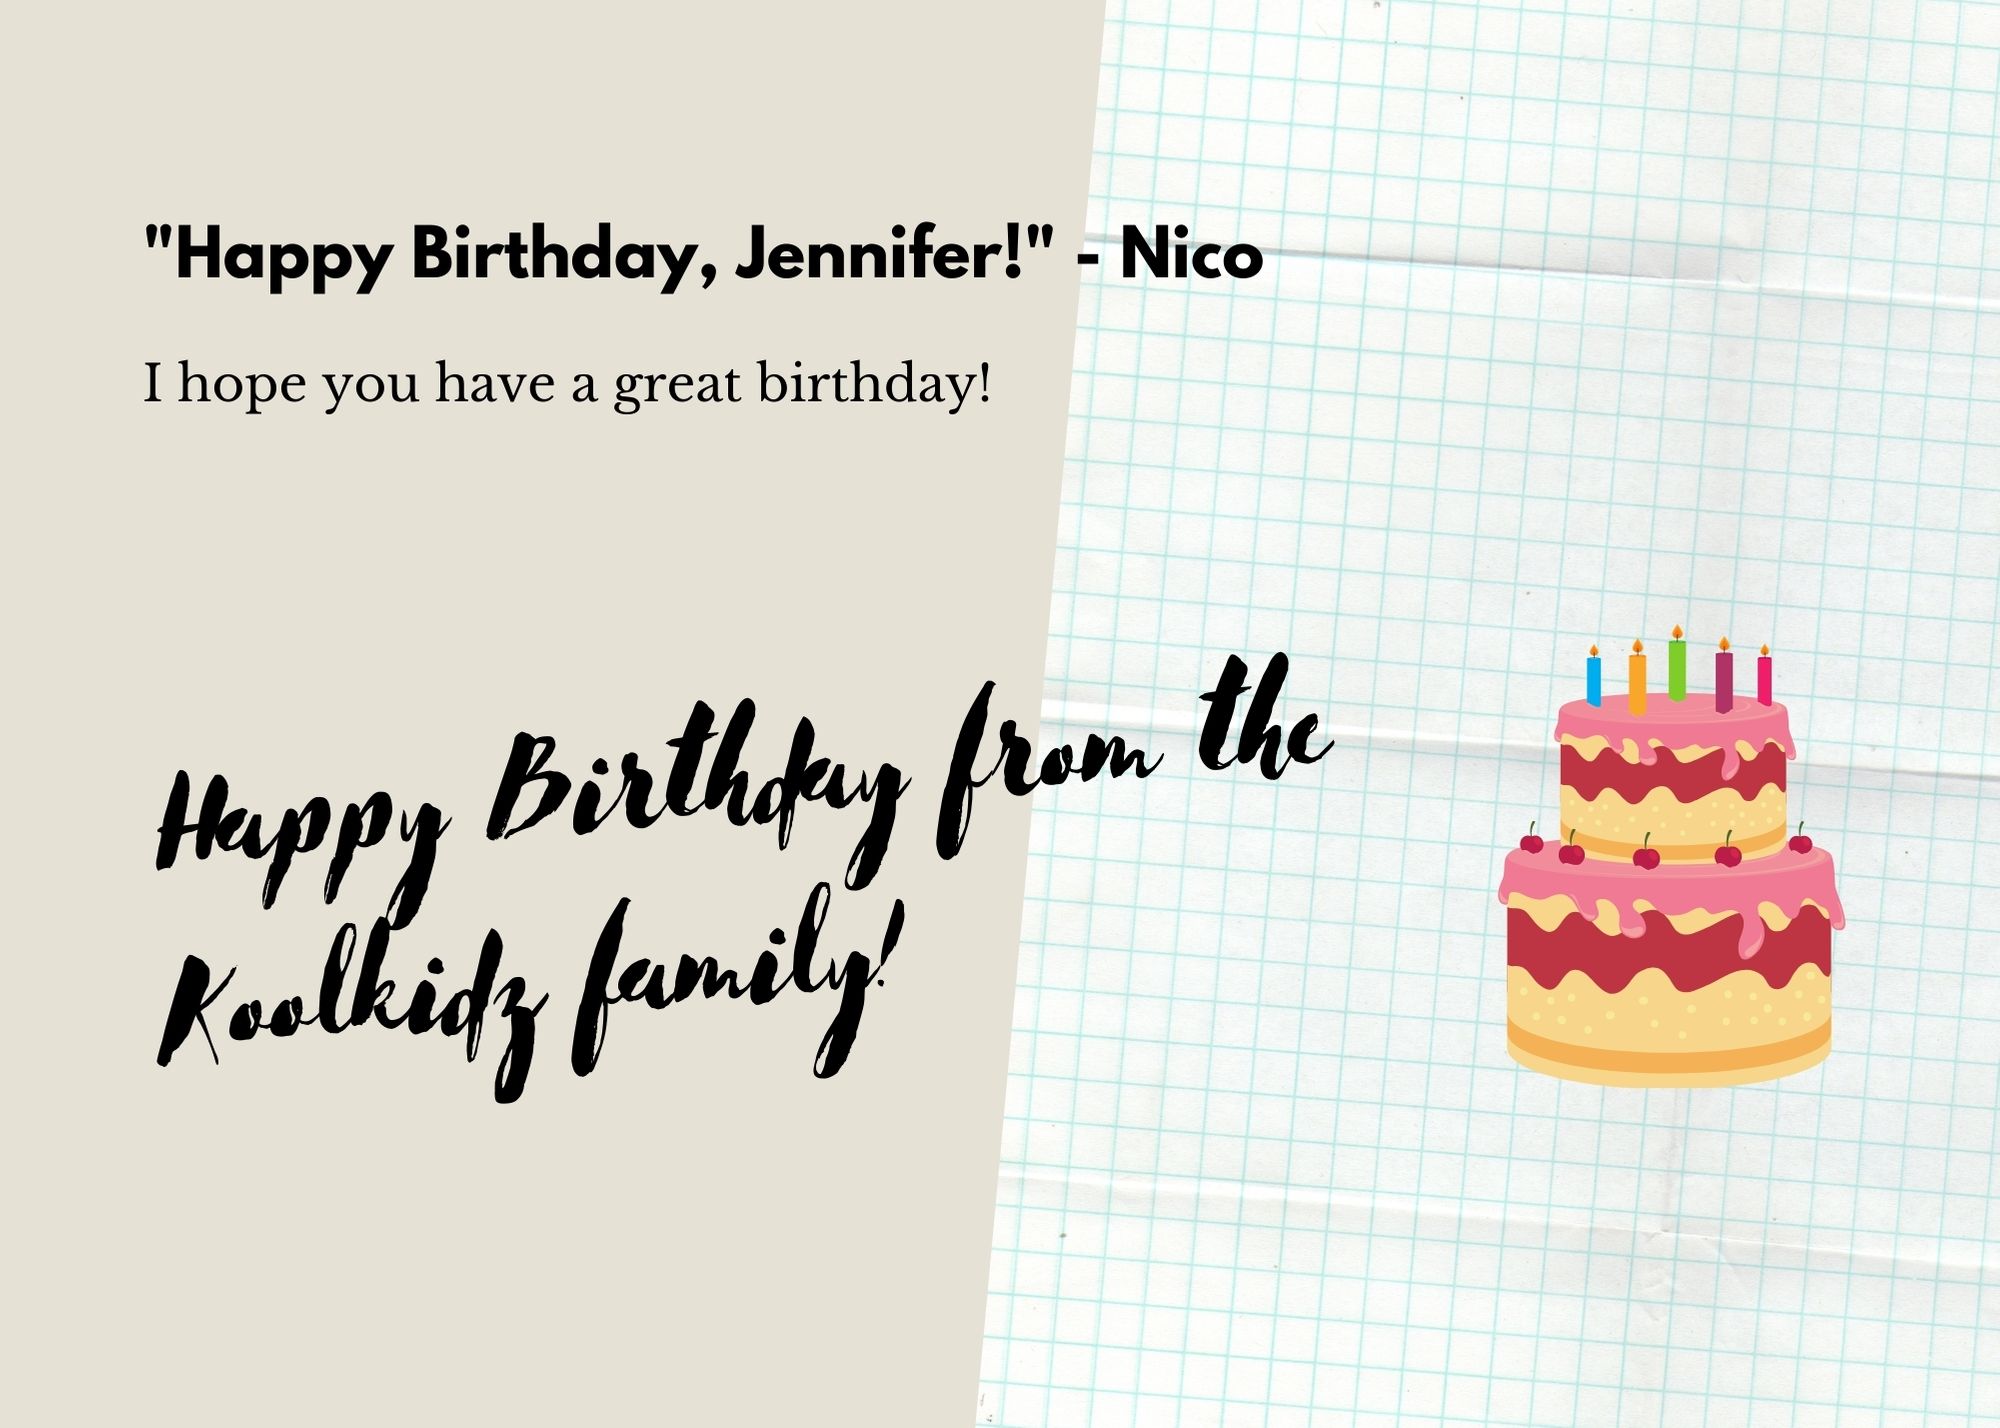 "Happy Birthday, Jennifer!" - Nico
I hope you have a great birthday!
Happy Birthday from the
Koolkidz family!